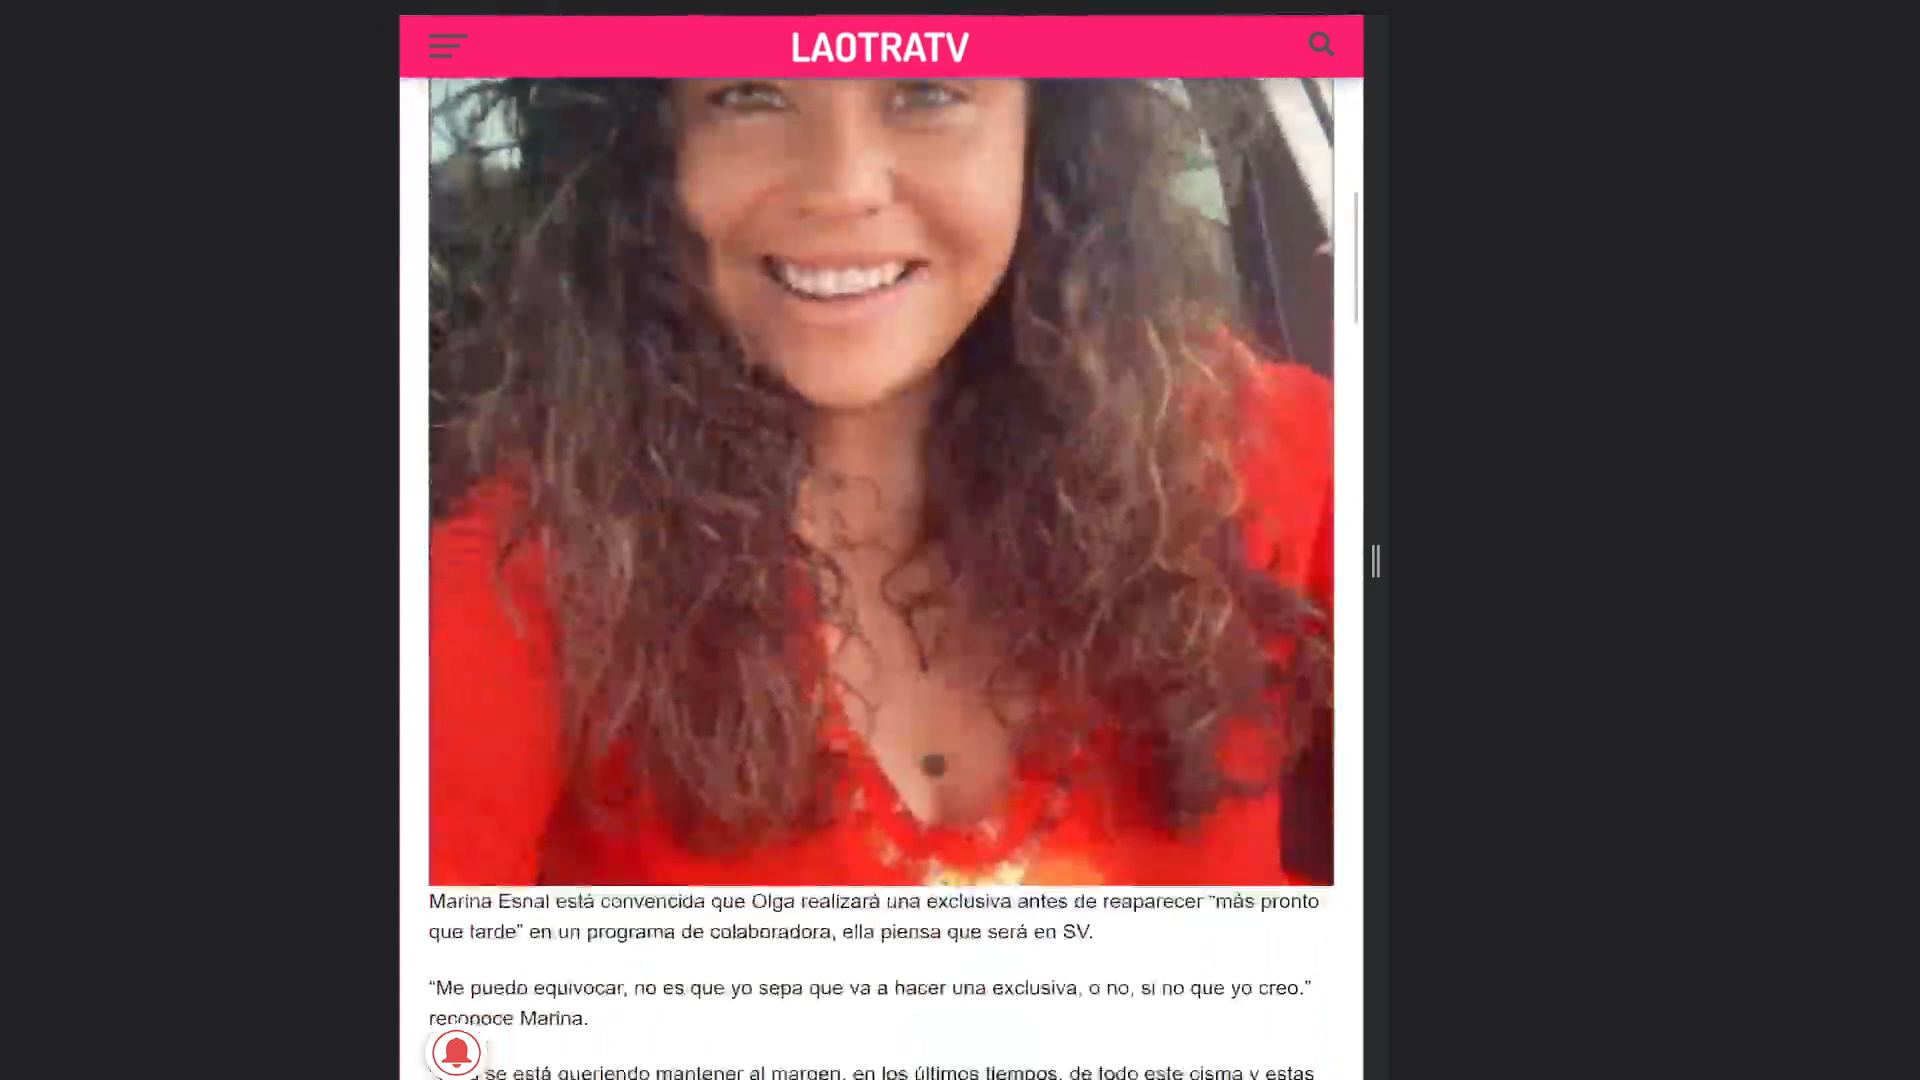 LAOTRATV
Marina Esnal está convencida que Olga realizará una exclusiva antes de reaparecer “más pronto
que tarde” en un programa de colaboradora, ella piensa que será en SV.
“Me puedo equivocar, no es que yo sepa que va a hacer una exclusiva, o no, si no que yo creo.”
reconoce Marina.
se está queriendo mantener al margen, en los últimos tiempos, de todo este cisma y estas